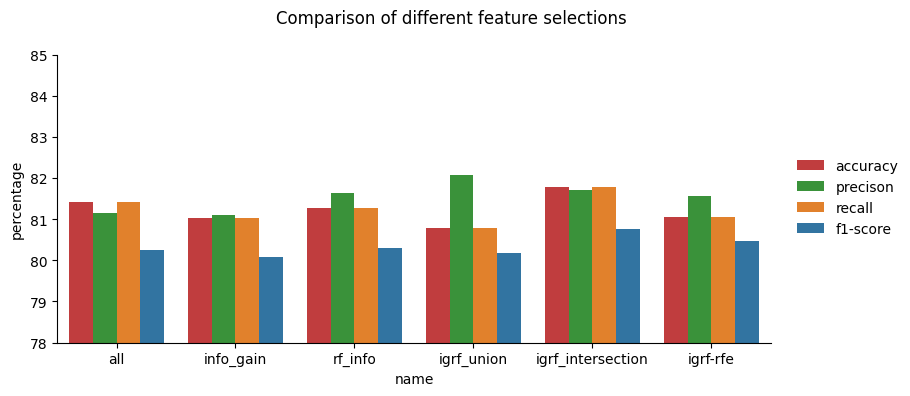 Comparison of different feature selections
85
84
83
82
81
80
79
78
percentage
all
info_gain
rf_info
igrf_union
igrf_intersection
igrf-rfe
name
accuracy
precison
recall
f1-score